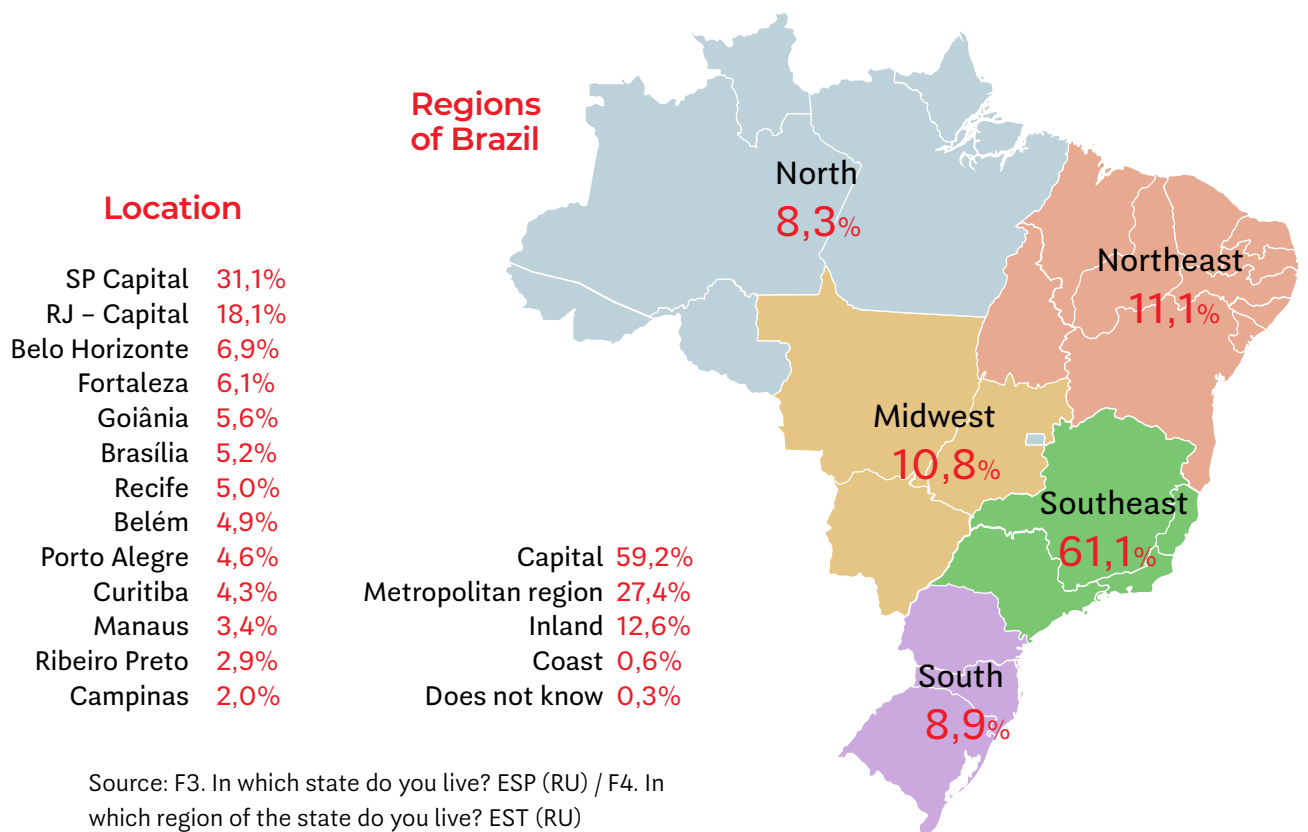 Regions
of Brazil
North
8,3%
Northeast
11,1%
Midwest
10,8%
Southeast
61,1%
South
8,9%
Location
SP Capital 31,1%
RJ – Capital 18,1%
Belo Horizonte 6,9%
Fortaleza 6,1%
Goiânia 5,6%
Brasília 5,2%
Recife 5,0%
Belém 4,9%
Porto Alegre 4,6%
Curitiba 4,3%
Manaus 3,4%
Ribeiro Preto 2,9%
Campinas 2,0%
Capital 59,2%
Metropolitan region 27,4%
Inland 12,6%
Coast 0,6%
Does not know 0,3%
Source: F3. In which state do you live? ESP (RU) / F4. In
which region of the state do you live? EST (RU)